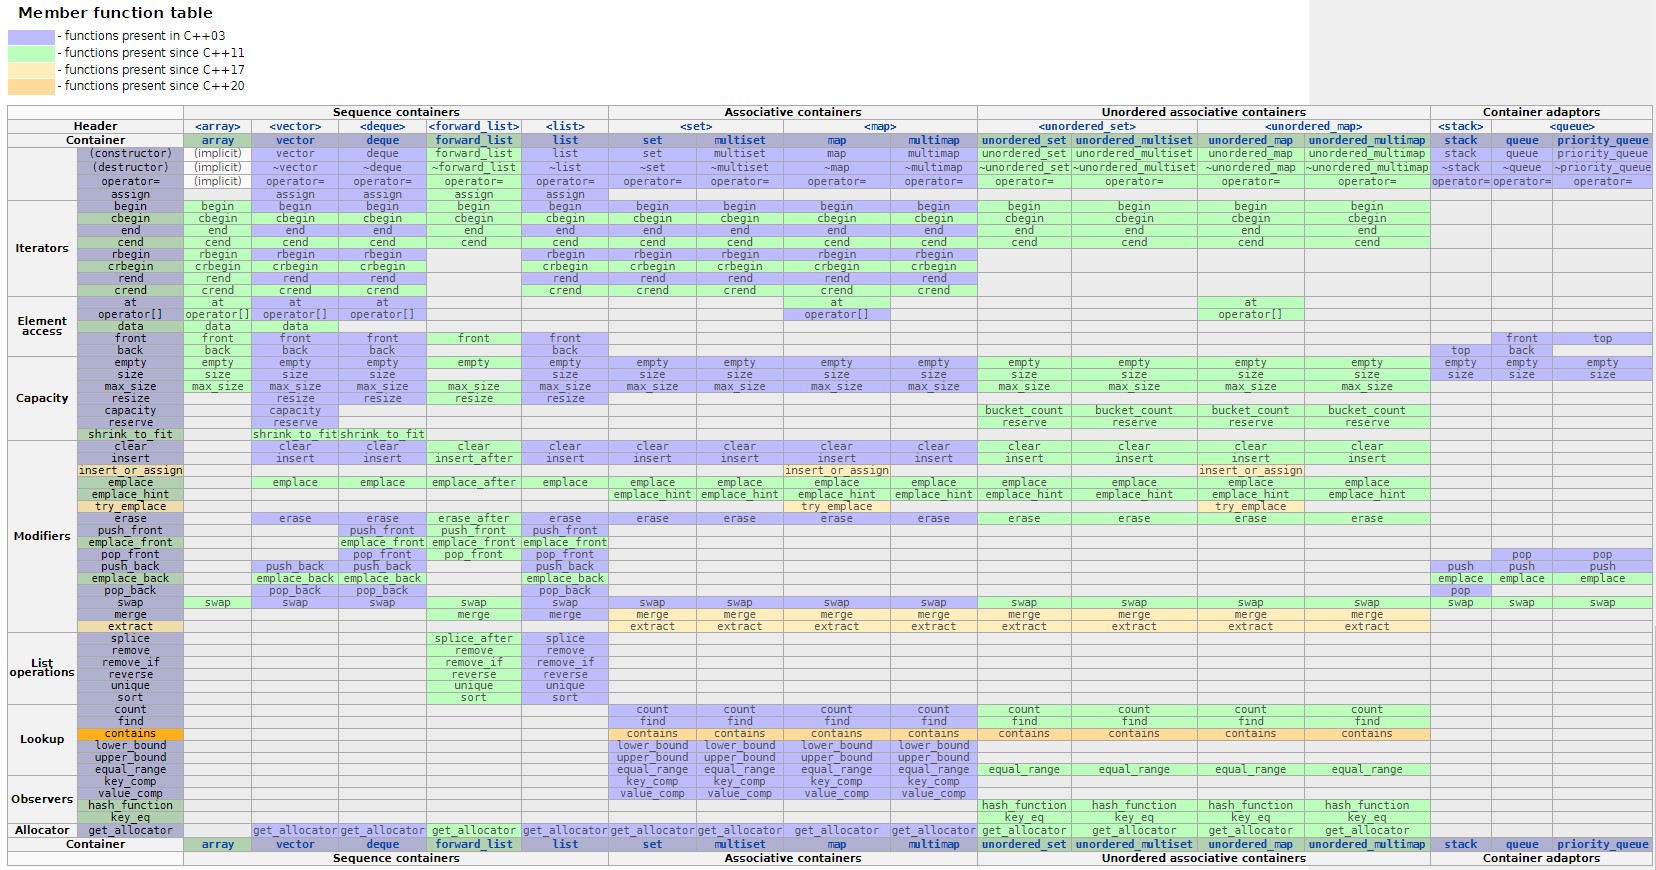 Member function table
- functions present in C++03
- functions present since C++11
- functions present since C++17
- functions present since C++20
Sequence containers Associative containers Unordered associative containers Container adaptors
Header <array> <vector> <deque> <forward_list> <list> <set> <map> <unordered_set> <unordered_map> <stack> <queue>
Container array vector deque forward_list list set multiset map multimap unordered_set unordered_multiset unordered_map unordered_multimap stack queue priority_queue
(constructor) (implicit) vector deque forward_list list set multiset map multimap unordered_set unordered_multiset unordered_map unordered_multimap stack queue priority_queue
(destructor) (implicit) ~vector ~deque ~forward_list ~list ~set ~multiset ~map ~multimap ~unordered_set ~unordered_multiset ~unordered_map ~unordered_multimap ~stack ~queue ~priority_queue
operator= (implicit) operator= operator= operator= operator= operator= operator= operator= operator= operator= operator= operator= operator= operator= operator= operator=
assign assign assign assign assign
Iterators
begin begin begin begin begin begin begin begin begin begin begin begin begin begin
cbegin cbegin cbegin cbegin cbegin cbegin cbegin cbegin cbegin cbegin cbegin cbegin cbegin cbegin
end end end end end end end end end end end end end end
cend cend cend cend cend cend cend cend cend cend cend cend cend cend
rbegin rbegin rbegin rbegin rbegin rbegin rbegin rbegin rbegin
crbegin crbegin crbegin crbegin crbegin crbegin crbegin crbegin crbegin
rend rend rend rend rend rend rend rend rend
crend crend crend crend crend crend crend crend crend
Element access
at at at at at at
operator[] operator[] operator[] operator[] operator[] operator[]
data data data
front front front front front front front top
back back back back back top back
Capacity
empty empty empty empty empty empty empty empty empty empty empty empty empty empty empty empty empty
size size size size size size size size size size size size size size size size
max_size max_size max_size max_size max_size max_size max_size max_size max_size max_size max_size max_size max_size max_size
resize resize resize resize resize
capacity capacity bucket_count bucket_count bucket_count bucket_count
reserve reserve reserve reserve reserve reserve
shrink_to_fit shrink_to_fit shrink_to_fit
Modifiers
clear clear clear clear clear clear clear clear clear clear clear clear clear
insert insert insert insert_after insert insert insert insert insert insert insert insert insert
insert_or_assign insert_or_assign insert_or_assign
emplace emplace emplace emplace_after emplace emplace emplace emplace emplace emplace emplace emplace emplace
emplace_hint emplace_hint emplace_hint emplace_hint emplace_hint emplace_hint emplace_hint emplace_hint emplace_hint
try_emplace try_emplace try_emplace
erase erase erase erase_after erase erase erase erase erase erase erase erase erase
push_front push_front push_front push_front
emplace_front emplace_front emplace_front emplace_front
pop_front pop_front pop_front pop_front pop pop
push_back push_back push_back push_back push push push
emplace_back emplace_back emplace_back emplace_back emplace emplace emplace
pop_back pop_back pop_back pop_back pop
swap swap swap swap swap swap swap swap swap swap swap swap swap swap swap swap swap
merge merge merge merge merge merge merge merge merge merge merge
extract extract extract extract extract extract extract extract extract
List operations
splice splice_after splice
remove remove remove
remove_if remove_if remove_if
reverse reverse reverse
unique unique unique
sort sort sort
Lookup
count count count count count count count count count
find find find find find find find find find
contains contains contains contains contains contains contains contains contains
lower_bound lower_bound lower_bound lower_bound lower_bound
upper_bound upper_bound upper_bound upper_bound upper_bound
equal_range equal_range equal_range equal_range equal_range equal_range equal_range equal_range equal_range
Observers
key_comp key_comp key_comp key_comp key_comp
value_comp value_comp value_comp value_comp value_comp
hash_function hash_function hash_function hash_function hash_function
key_eq key_eq key_eq key_eq key_eq
Allocator get_allocator get_allocator get_allocator get_allocator get_allocator get_allocator get_allocator get_allocator get_allocator get_allocator get_allocator get_allocator get_allocator
Container array vector deque forward_list list set multiset map multimap unordered_set unordered_multiset unordered_map unordered_multimap stack queue priority_queue
Sequence containers Associative containers Unordered associative containers Container adaptors